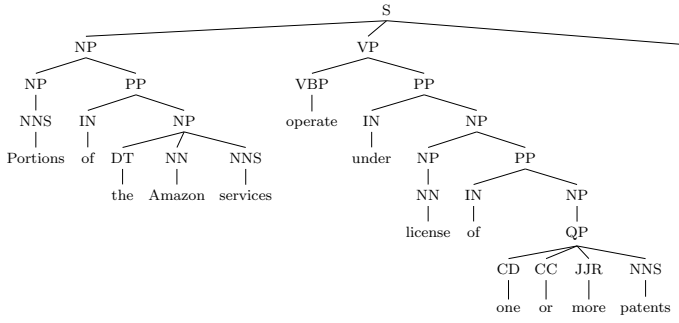 S
NP VP
NP PP VBP PP
NNS IN NP operate IN NP
Portions of DT NN NNS under NP PP
the Amazon services NN IN NP
license of QP
CD CC JJR NNS
one or more patents